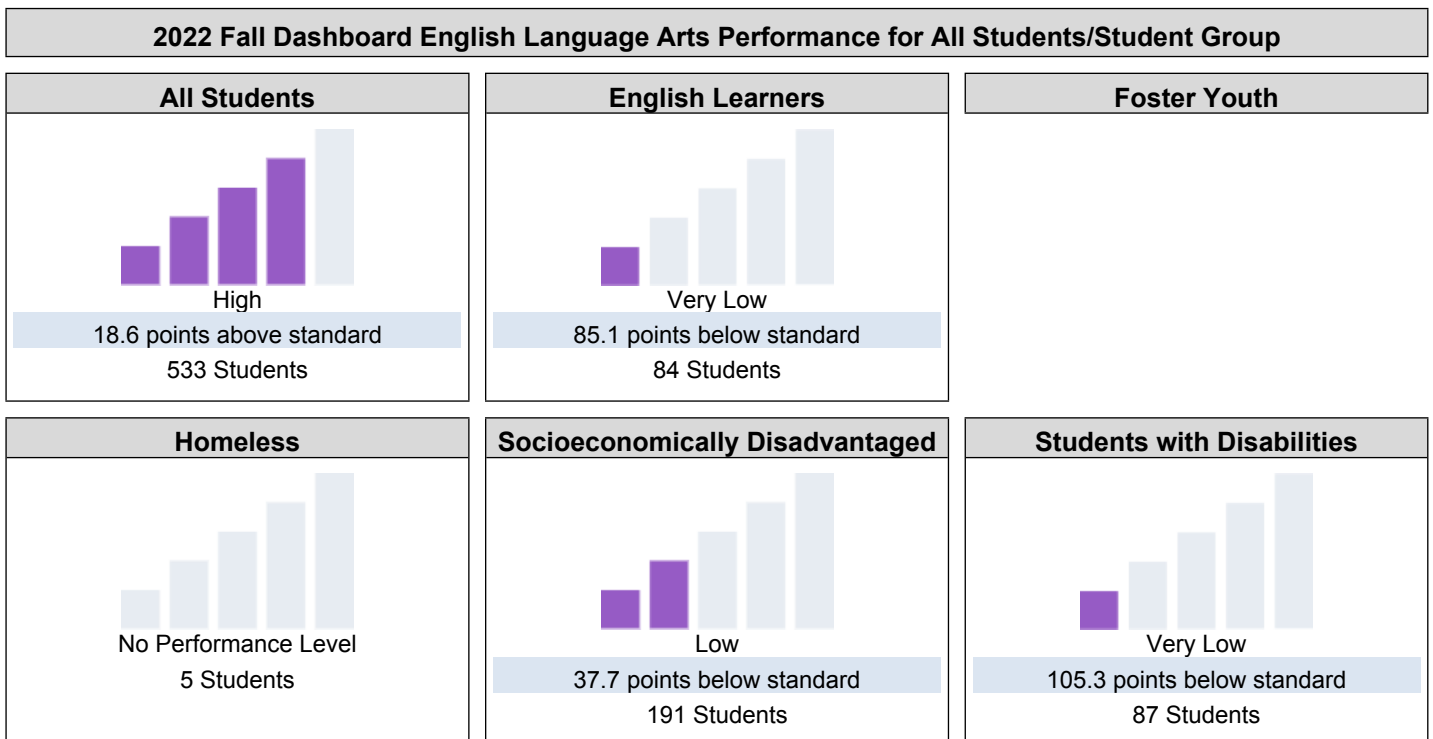 2022 Fall Dashboard English Language Arts Performance for All Students/Student Group
All Students
High
18.6 points above standard
533 Students
English Learners
Very Low
85.1 points below standard
84 Students
Foster Youth
Homeless
No Performance Level
5 Students
Socioeconomically Disadvantaged
Low
37.7 points below standard
191 Students
Students with Disabilities
Very Low
105.3 points below standard
87 Students